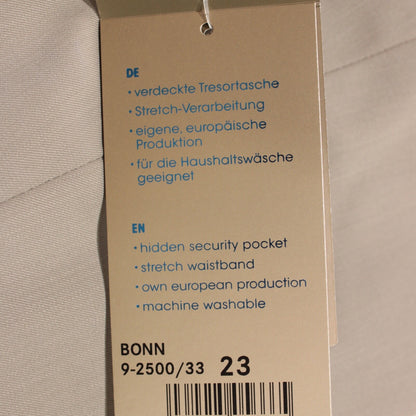 DE
• verdeckte Tresortasche
• Stretch-Verarbeitung
• eigene, europäische
Produktion
• für die Haushaltswäsche
geeignet
EN
• hidden security pocket
• stretch waistband
• own european production
• machine washable
BONN
9-2500/33 23